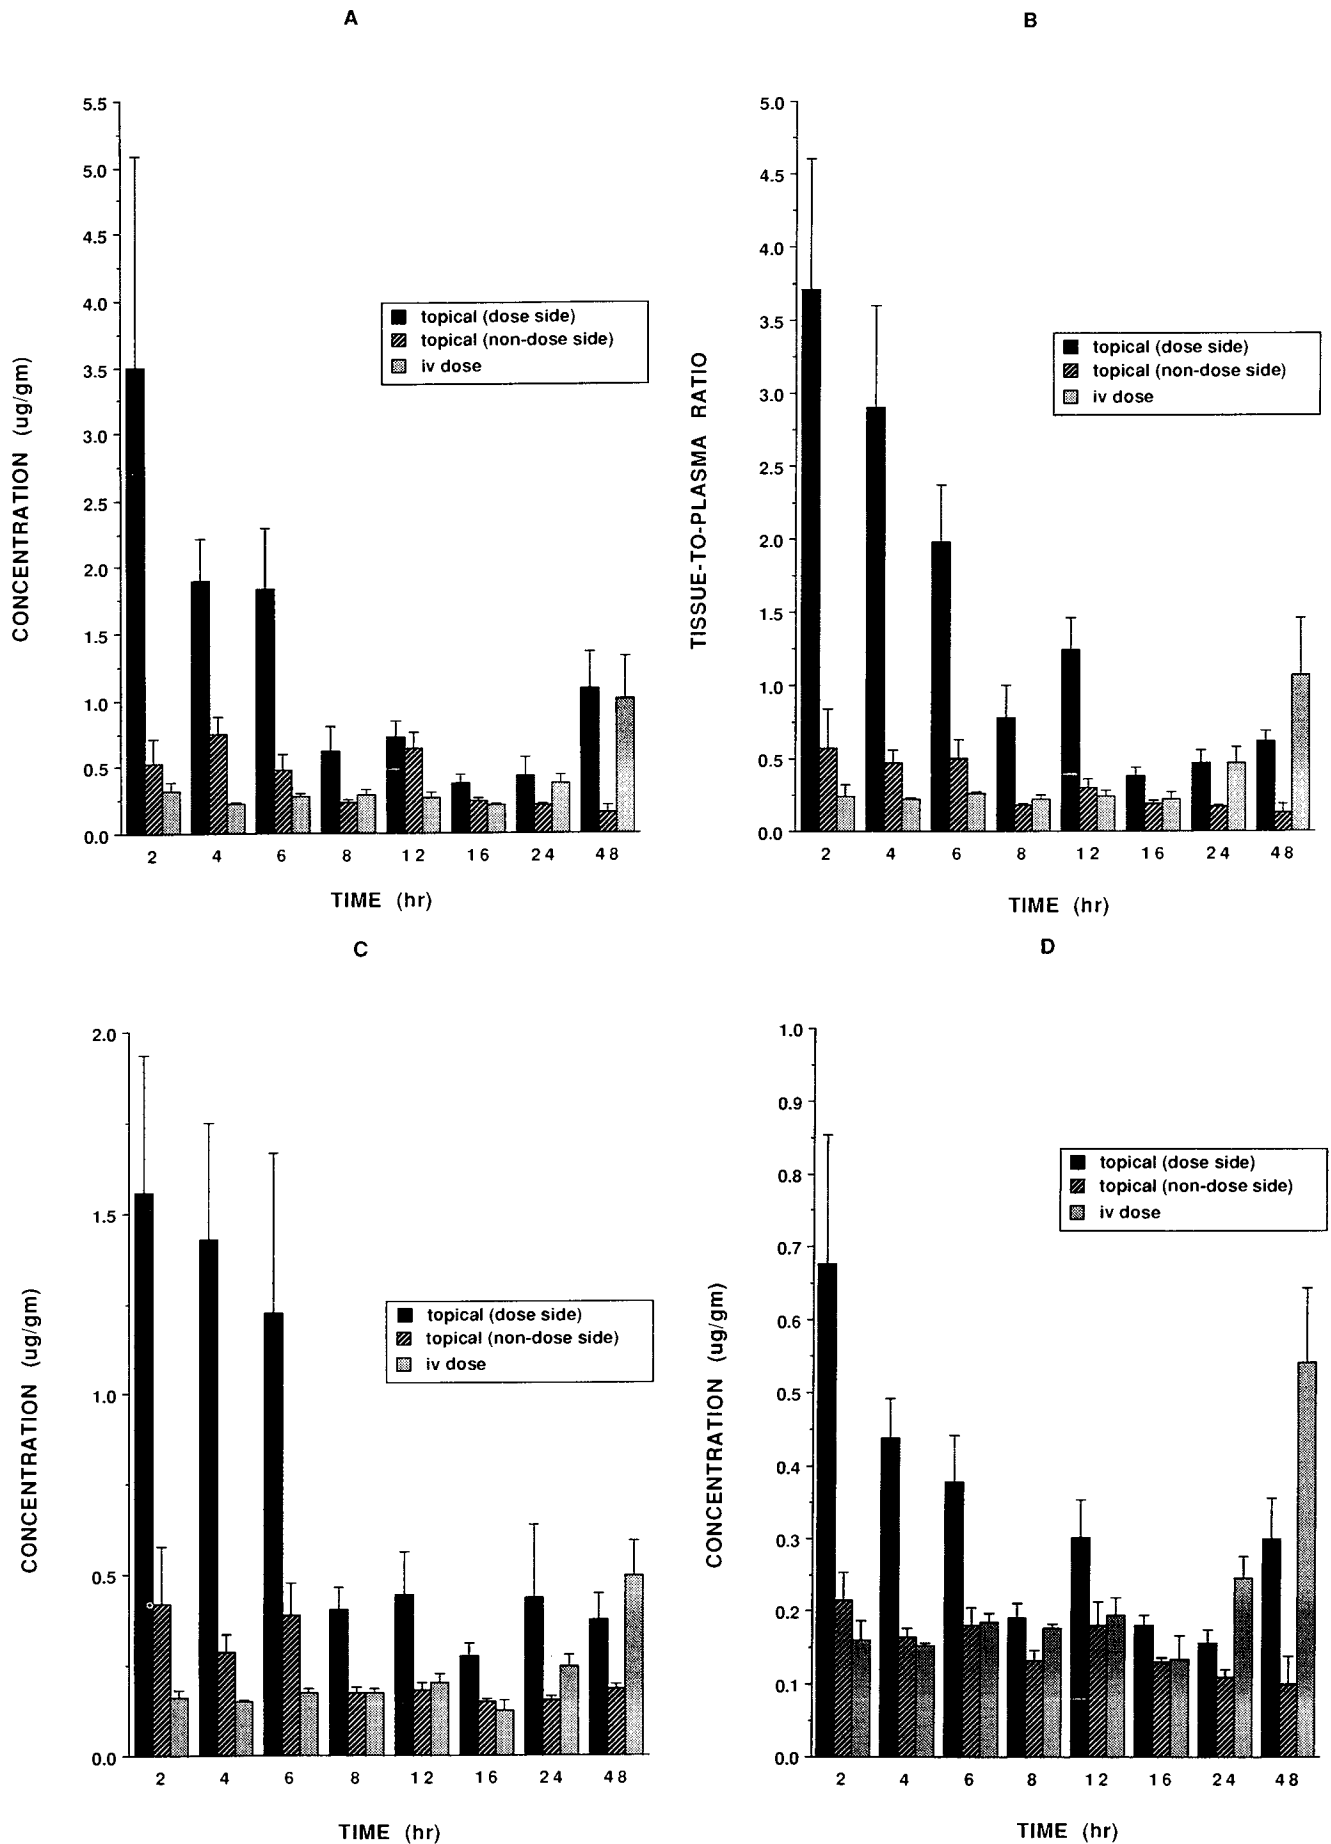 A
5.5
5.0
4.5
4.0
3.5
3.0
2.5
2.0
1.5
1.0
0.5
0.0
CONCENTRATION (ug/gm)
topical (dose side)
topical (non-dose side)
iv dose
2 4 6 8 12 16 24 48
TIME (hr)
B
5.0
4.5
4.0
3.5
3.0
2.5
2.0
1.5
1.0
0.5
0.0
TISSUE-TO-PLASMA RATIO
topical (dose side)
topical (non-dose side)
iv dose
2 4 6 8 12 16 24 48
TIME (hr)
C
2.0
1.5
1.0
0.5
0.0
CONCENTRATION (ug/gm)
topical (dose side)
topical (non-dose side)
iv dose
2 4 6 8 12 16 24 48
TIME (hr)
D
1.0
0.9
0.8
0.7
0.6
0.5
0.4
0.3
0.2
0.1
0.0
CONCENTRATION (ug/gm)
topical (dose side)
topical (non-dose side)
iv dose
2 4 6 8 12 16 24 48
TIME (hr)